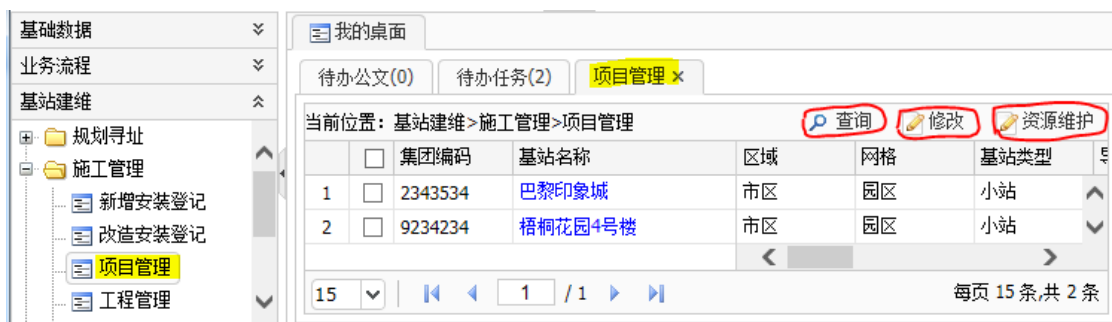 基础数据
业务流程
基站建维
规划寻址
施工管理
新增安装登记
改造安装登记
项目管理
工程管理
我的桌面
待办公文(0) 待办任务(2) 项目管理 ×
当前位置：基站建维>施工管理>项目管理 查询 修改 资源维护
集团编码 基站名称 区域 网格 基站类型
1 2343534 巴黎印象城 市区 园区 小站
2 9234234 梧桐花园4号楼 市区 园区 小站
15 1 / 1 每页 15 条,共 2 条